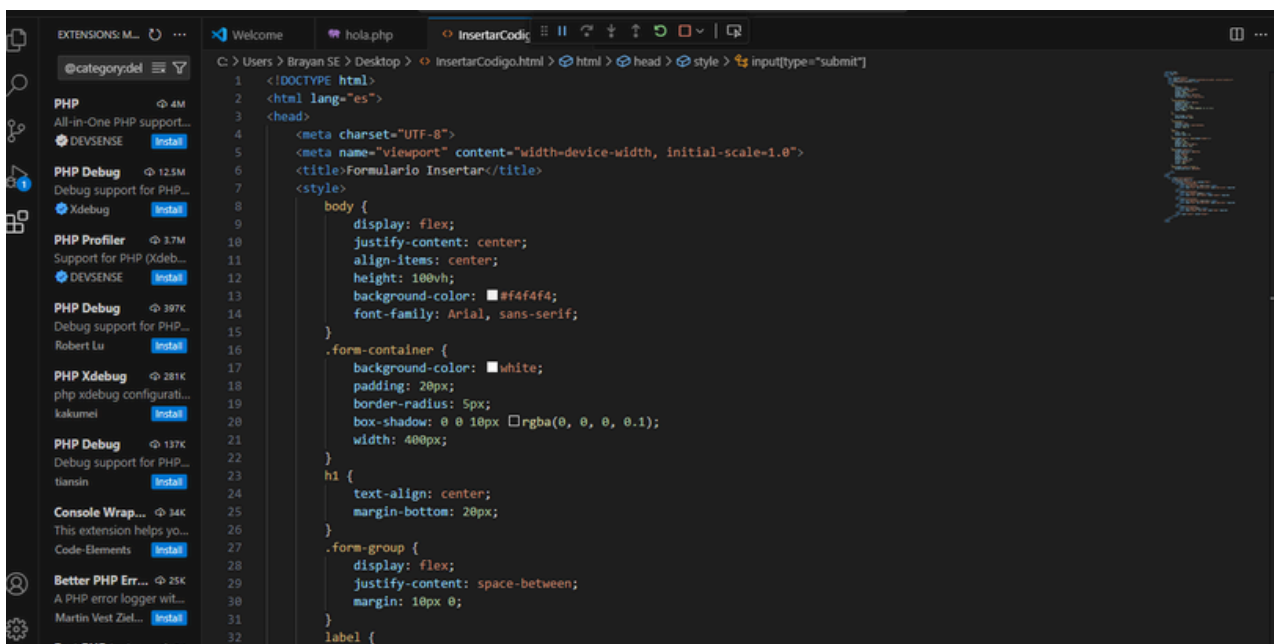 EXTENSIONS: M...
@category:del
PHP 4M
All-in-One PHP support...
DEVSENSE Install
PHP Debug 12.5M
Debug support for PHP...
Xdebug Install
PHP Profiler 3.7M
Support for PHP (Xdeb...
DEVSENSE Install
PHP Debug 397K
Debug support for PHP...
Robert Lu Install
PHP Xdebug 281K
php xdebug configurati...
kakumei Install
PHP Debug 137K
Debug support for PHP...
tiansin Install
Console Wrap... 34K
This extension helps yo...
Code-Elements Install
Better PHP Err... 25K
A PHP error logger wit...
Martin Vest Ziel... Install
1
Welcome hola.php InsertarCodig
C: > Users > Brayan SE > Desktop > InsertarCodigo.html > html > head > style > input[type="submit"]
1 <!DOCTYPE html>
2 <html lang="es">
3 <head>
4 <meta charset="UTF-8">
5 <meta name="viewport" content="width=device-width, initial-scale=1.0">
6 <title>Formulario Insertar</title>
7 <style>
8 body {
9 display: flex;
10 justify-content: center;
11 align-items: center;
12 height: 100vh;
13 background-color: #f4f4f4;
14 font-family: Arial, sans-serif;
15 }
16 .form-container {
17 background-color: white;
18 padding: 20px;
19 border-radius: 5px;
20 box-shadow: 0 0 10px rgba(0, 0, 0, 0.1);
21 width: 400px;
22 }
23 h1 {
24 text-align: center;
25 margin-bottom: 20px;
26 }
27 .form-group {
28 display: flex;
29 justify-content: space-between;
30 margin: 10px 0;
31 }
32 label {